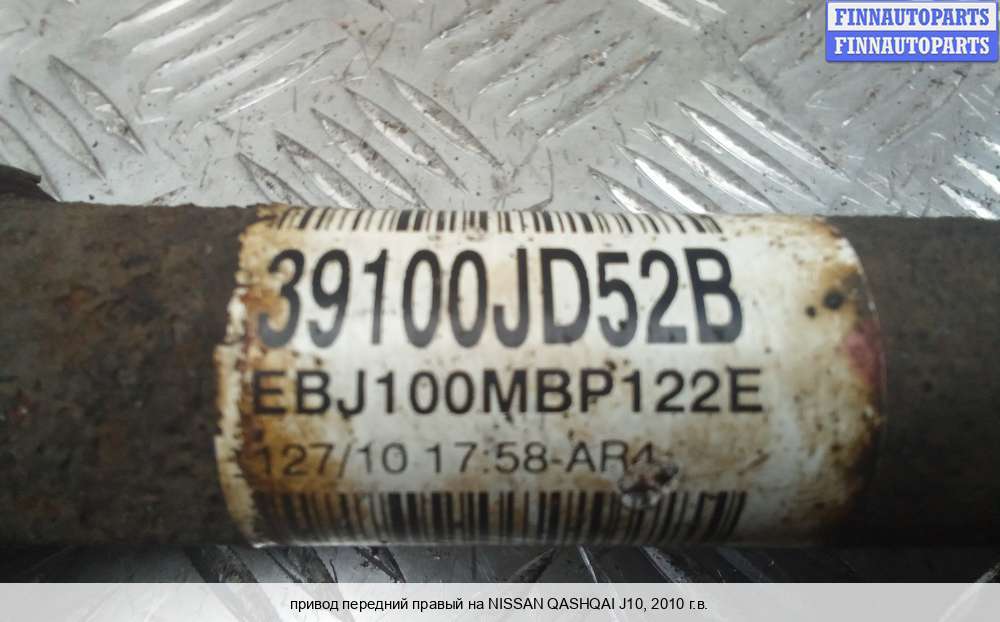 FINNAUTOPARTS
FINNAUTOPARTS
39100JD52B
EBJ100MBP122E
127/10 17:58-AR4
привод передний правый на NISSAN QASHQAI J10, 2010 г.в.